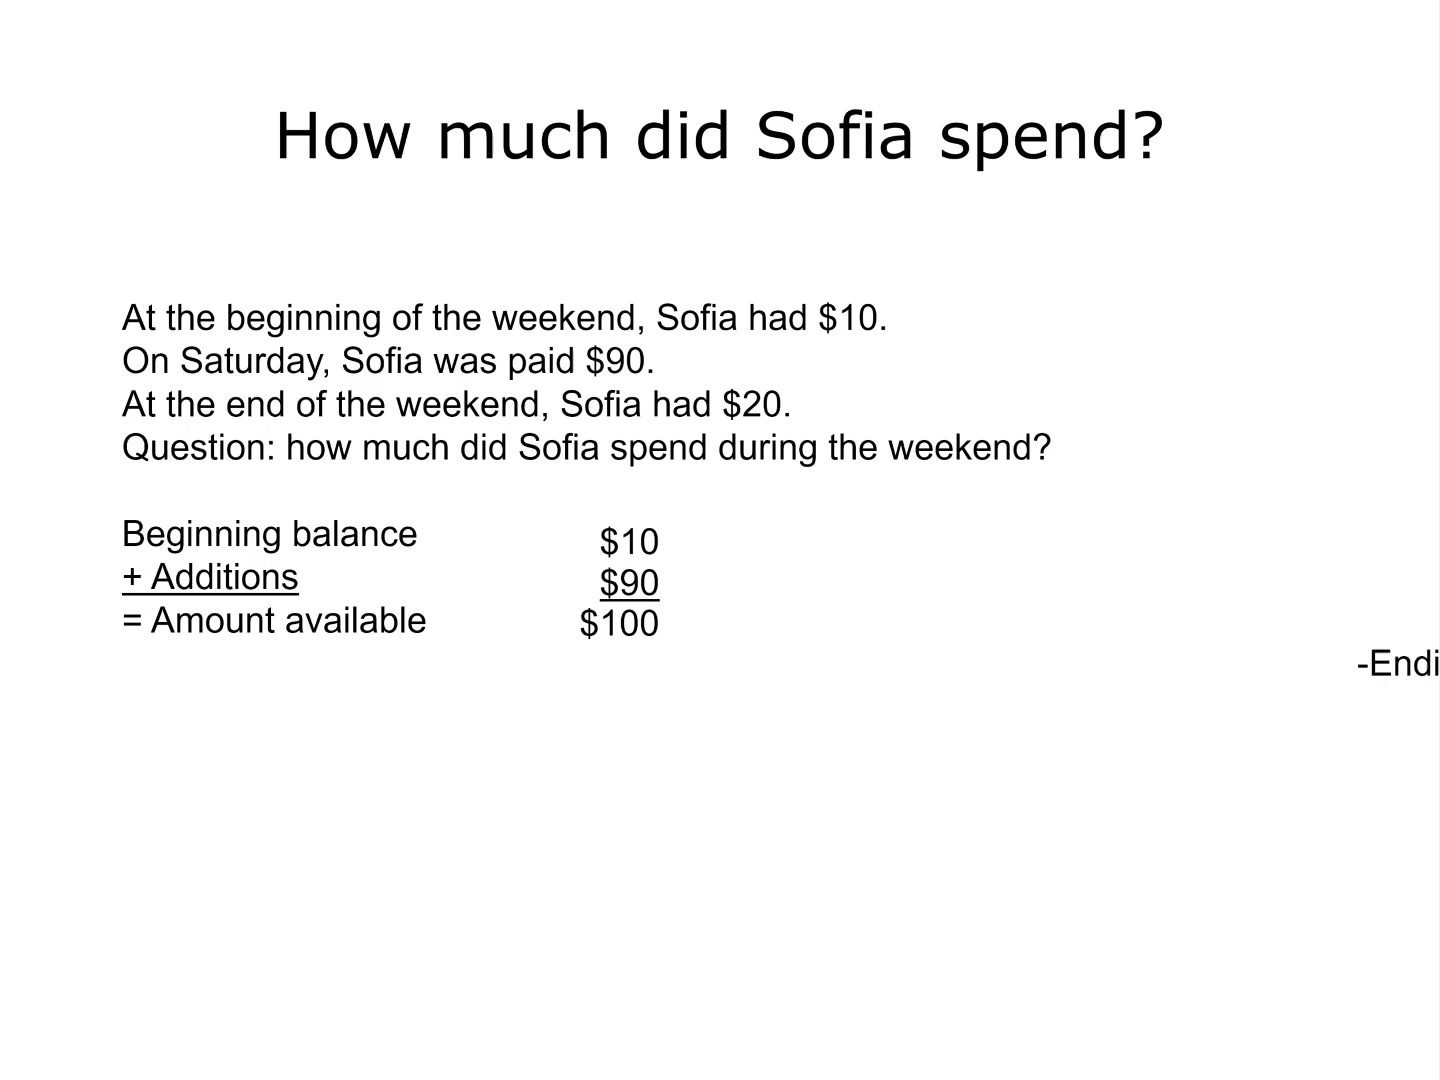 How much did Sofia spend?
At the beginning of the weekend, Sofia had $10.
On Saturday, Sofia was paid $90.
At the end of the weekend, Sofia had $20.
Question: how much did Sofia spend during the weekend?
Beginning balance $10
+ Additions $90
= Amount available $100
-Endi